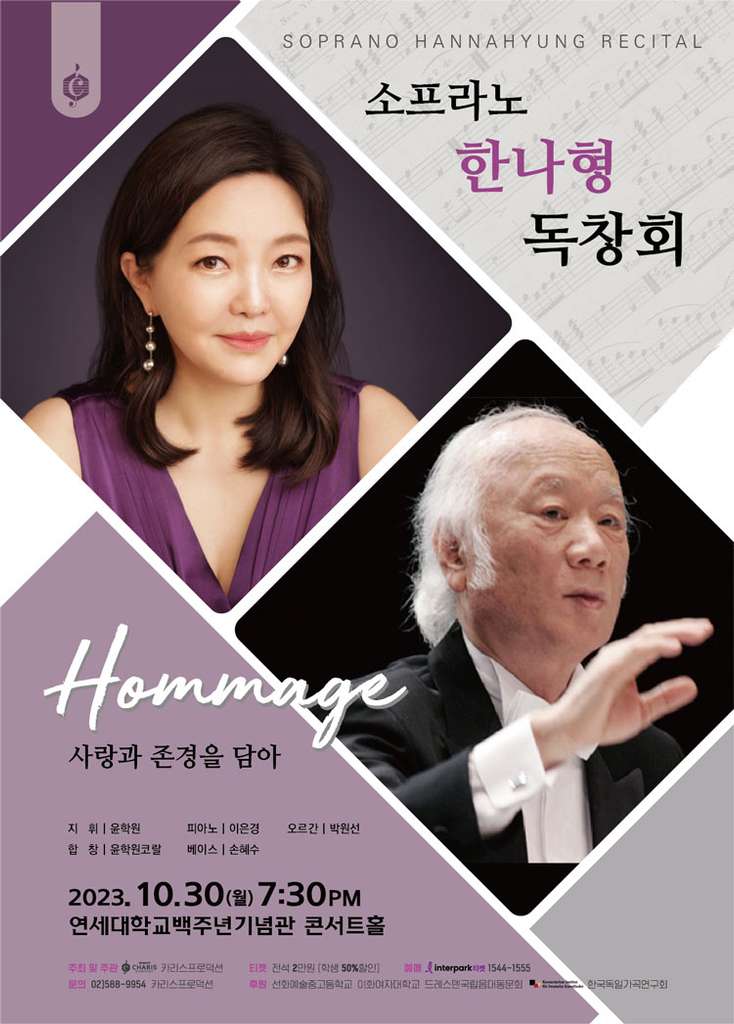 SOPRANO HANNAHYUNG RECITAL
소프라노
한나형
독창회
Hommage
사랑과 존경을 담아
지 휘 | 윤학원 피아노 | 이은경 오르간 | 박원선
합 창 | 윤학원코랄 베이스 | 손혜수
2023. 10.30(월) 7:30PM
연세대학교백주년기념관 콘서트홀
주최 및 주관 CHARIS 카리스프로덕션 티켓 전석 2만원 [학생 50%할인] 예매 interpark티켓 1544-1555
문의 02)588-9954 카리스프로덕션 후원 선화예술중고등학교 이화여자대학교 드레스덴국립음대동문회 한국독일가곡연구회